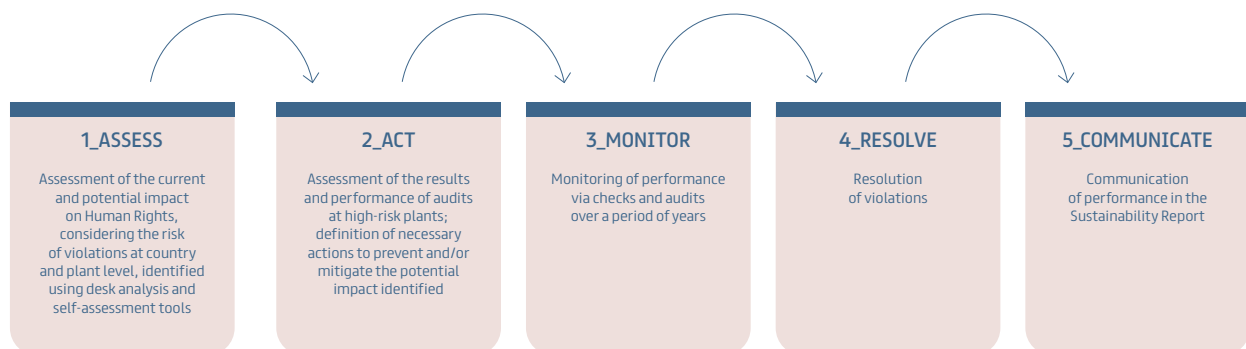 1_ASSESS
Assessment of the current
and potential impact
on Human Rights,
considering the risk
of violations at country
and plant level, identified
using desk analysis and
self-assessment tools
2_ACT
Assessment of the results
and performance of audits
at high-risk plants;
definition of necessary
actions to prevent and/or
mitigate the potential
impact identified
3_MONITOR
Monitoring of performance
via checks and audits
over a period of years
4_RESOLVE
Resolution
of violations
5_COMMUNICATE
Communication
of performance in the
Sustainability Report